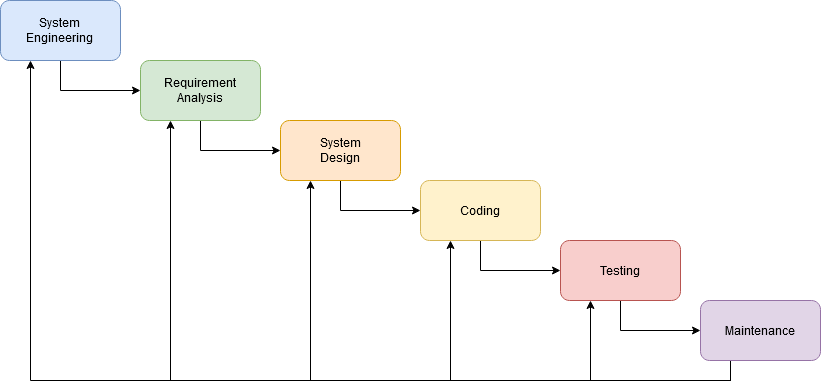 System
Engineering
Requirement
Analysis
System
Design
Coding
Testing
Maintenance